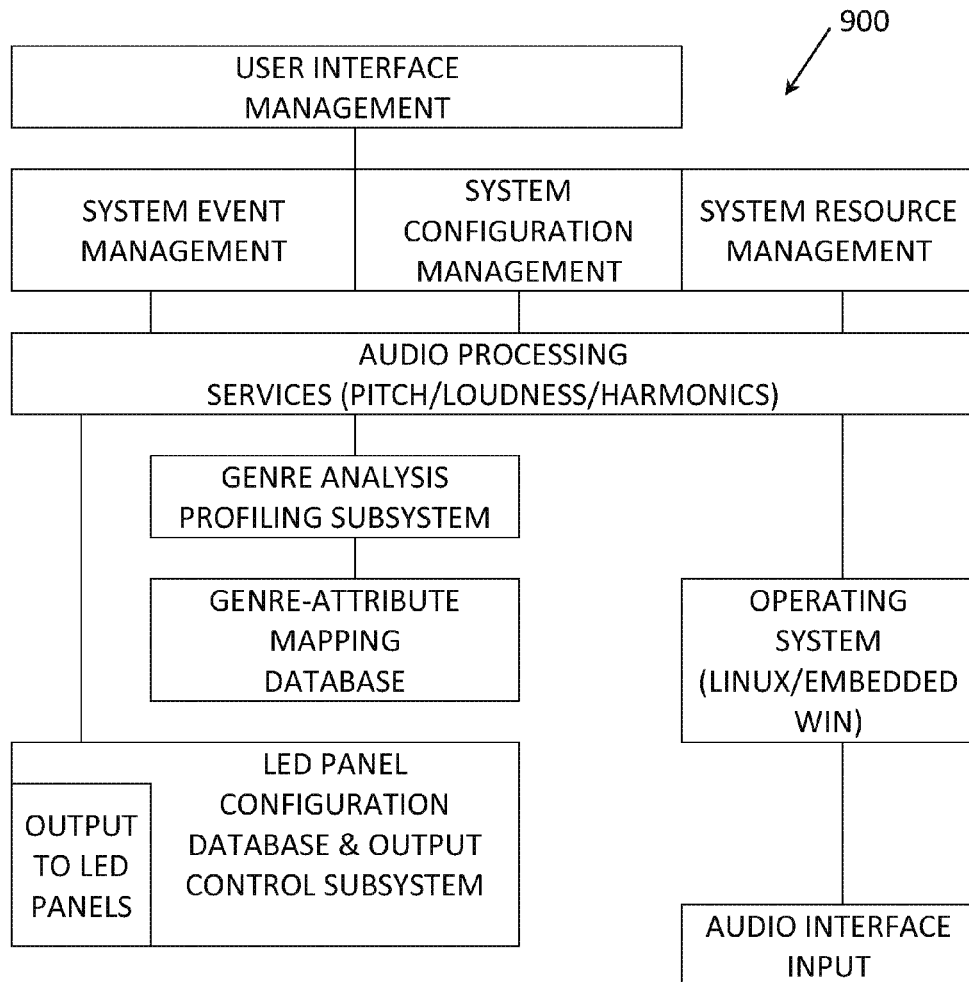 900
USER INTERFACE
MANAGEMENT
SYSTEM EVENT
MANAGEMENT
SYSTEM
CONFIGURATION
MANAGEMENT
SYSTEM RESOURCE
MANAGEMENT
AUDIO PROCESSING
SERVICES (PITCH/LOUDNESS/HARMONICS)
GENRE ANALYSIS
PROFILING SUBSYSTEM
GENRE-ATTRIBUTE
MAPPING
DATABASE
OPERATING
SYSTEM
(LINUX/EMBEDDED
WIN)
LED PANEL
CONFIGURATION
DATABASE & OUTPUT
CONTROL SUBSYSTEM
OUTPUT
TO LED
PANELS
AUDIO INTERFACE
INPUT